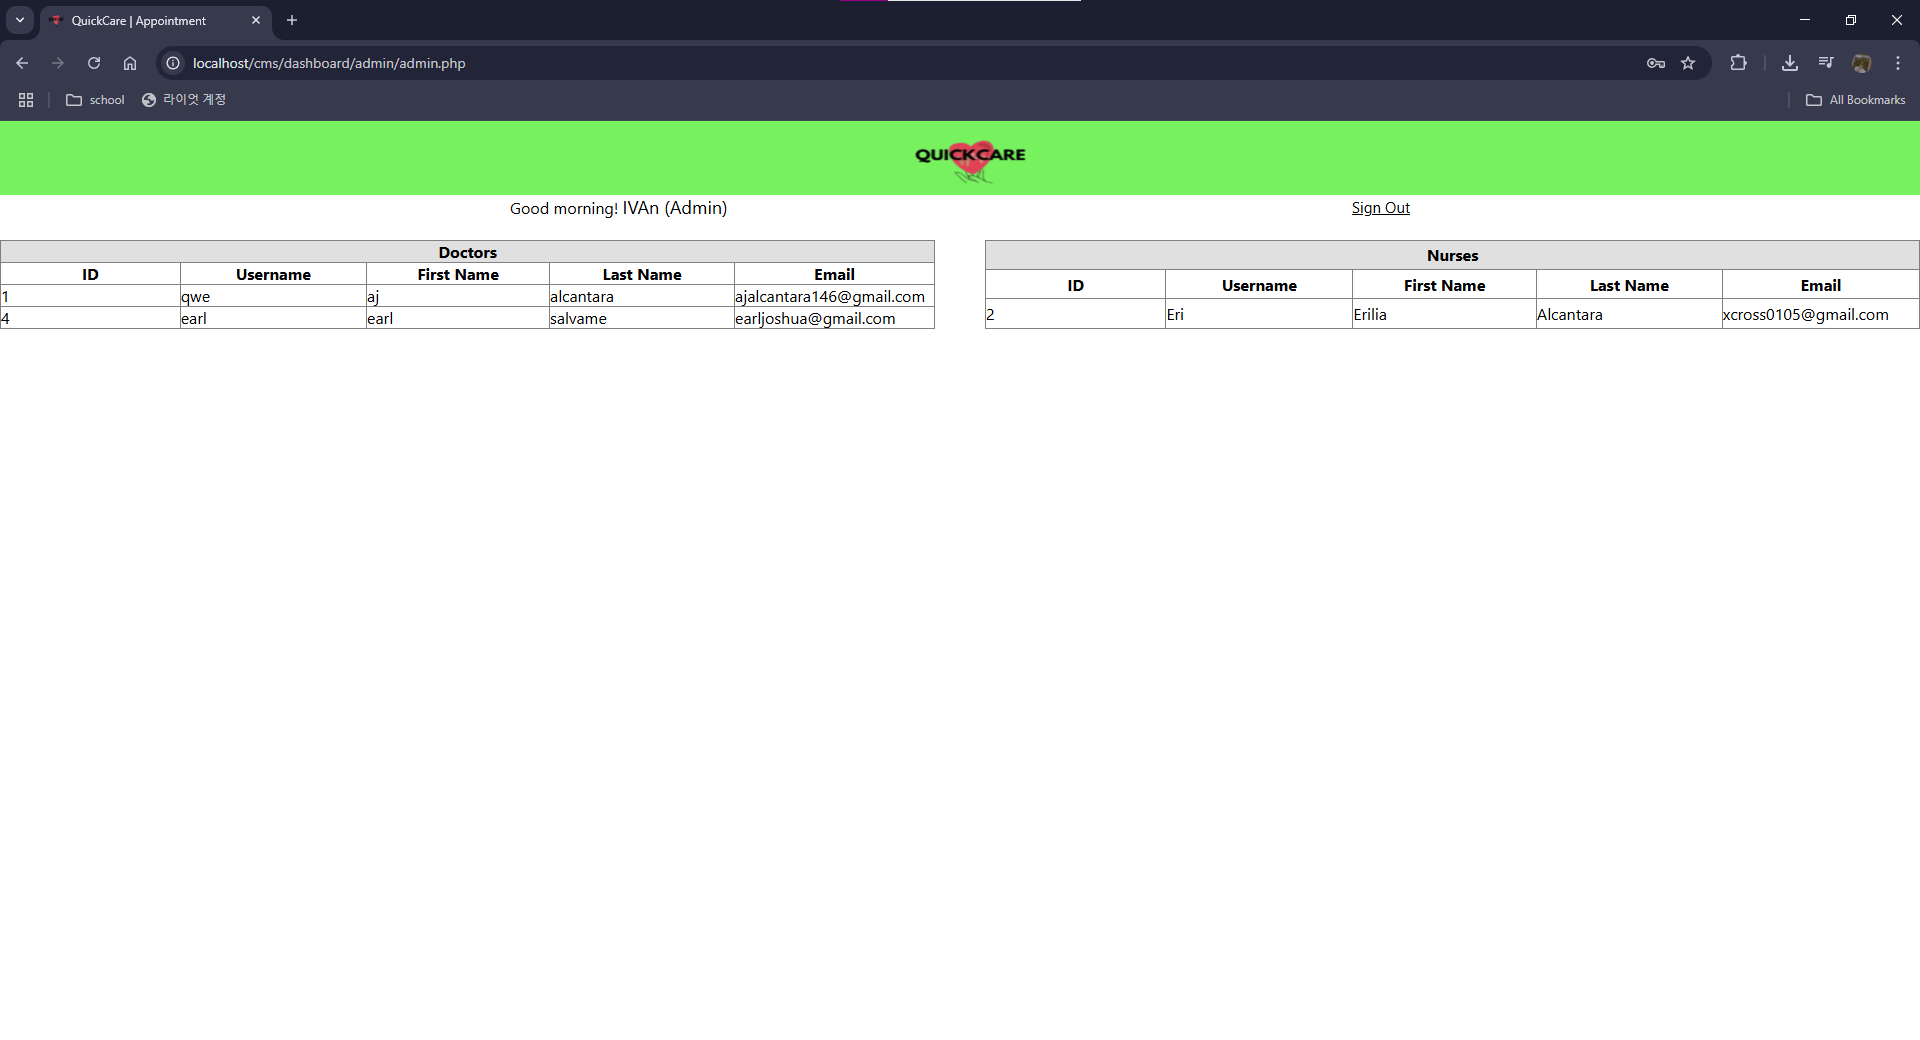 QuickCare | Appointment
localhost/cms/dashboard/admin/admin.php
school
라이엇 계정
All Bookmarks
QUICKCARE
Good morning! IVAn (Admin)
Sign Out
Doctors
ID Username First Name Last Name Email
1 qwe aj alcantara ajalcantara146@gmail.com
4 earl earl salvame earljoshua@gmail.com
Nurses
ID Username First Name Last Name Email
2 Eri Erilia Alcantara xcross0105@gmail.com